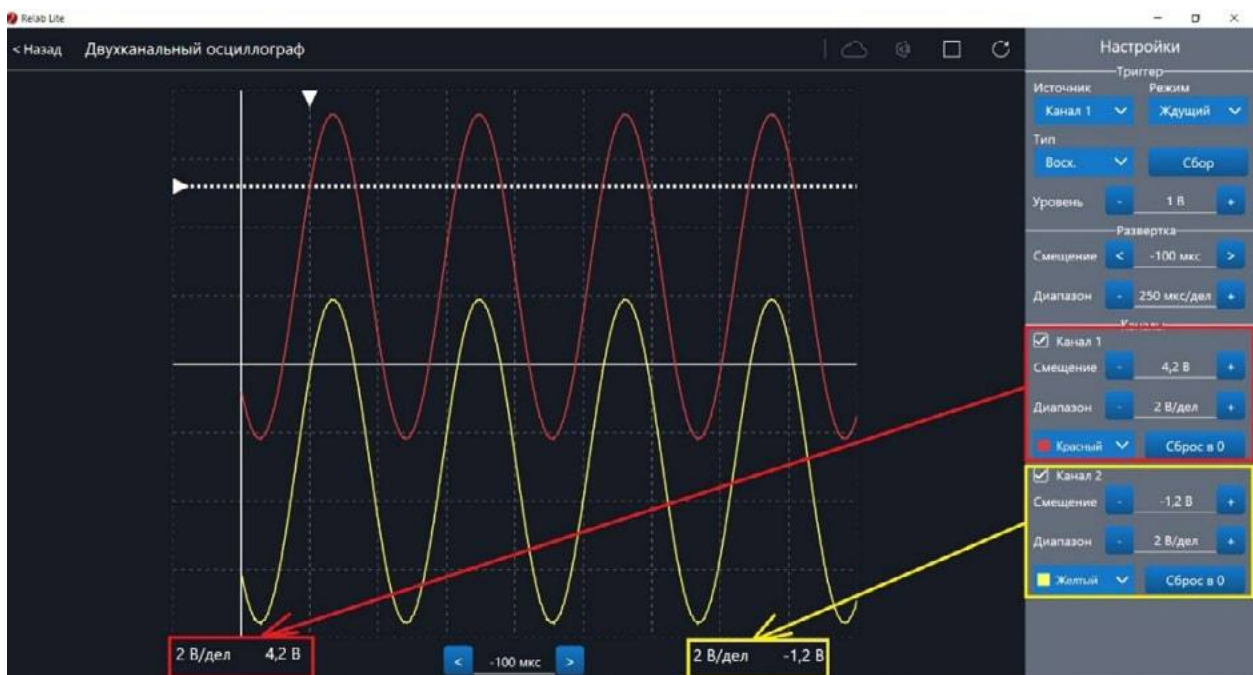 Relab Lite
< Назад Двухканальный осциллограф
Настройки
Триггер
Источник Режим
Канал 1 Ждущий
Тип
Восх. Сбор
Уровень - 1 В +
Развертка
Смещение < -100 мкс >
Диапазон - 250 мкс/дел +
Каналы
Канал 1
Смещение - 4,2 В +
Диапазон - 2 В/дел +
Красный Сброс в 0
Канал 2
Смещение - -1,2 В +
Диапазон - 2 В/дел +
Желтый Сброс в 0
2 В/дел 4,2 В < -100 мкс > 2 В/дел -1,2 В